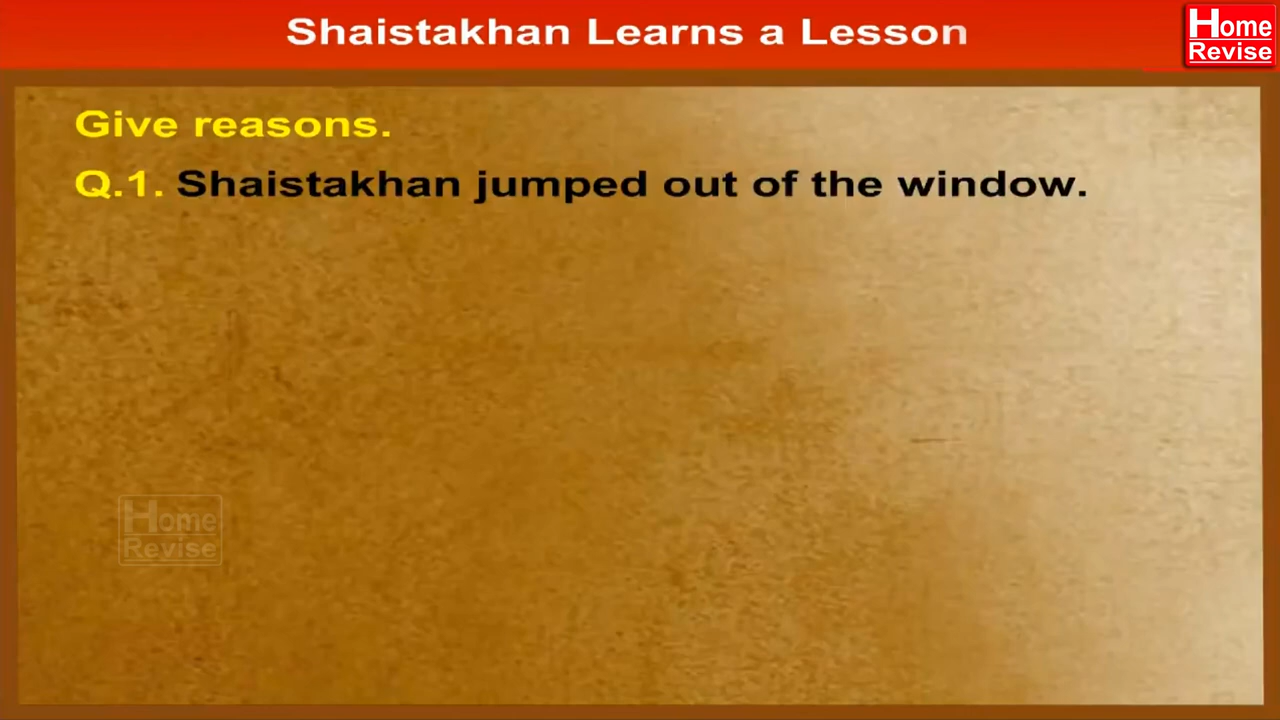 Shaistakhan Learns a Lesson
Home
Revise
Give reasons.
Q.1. Shaistakhan jumped out of the window.
Home
Revise